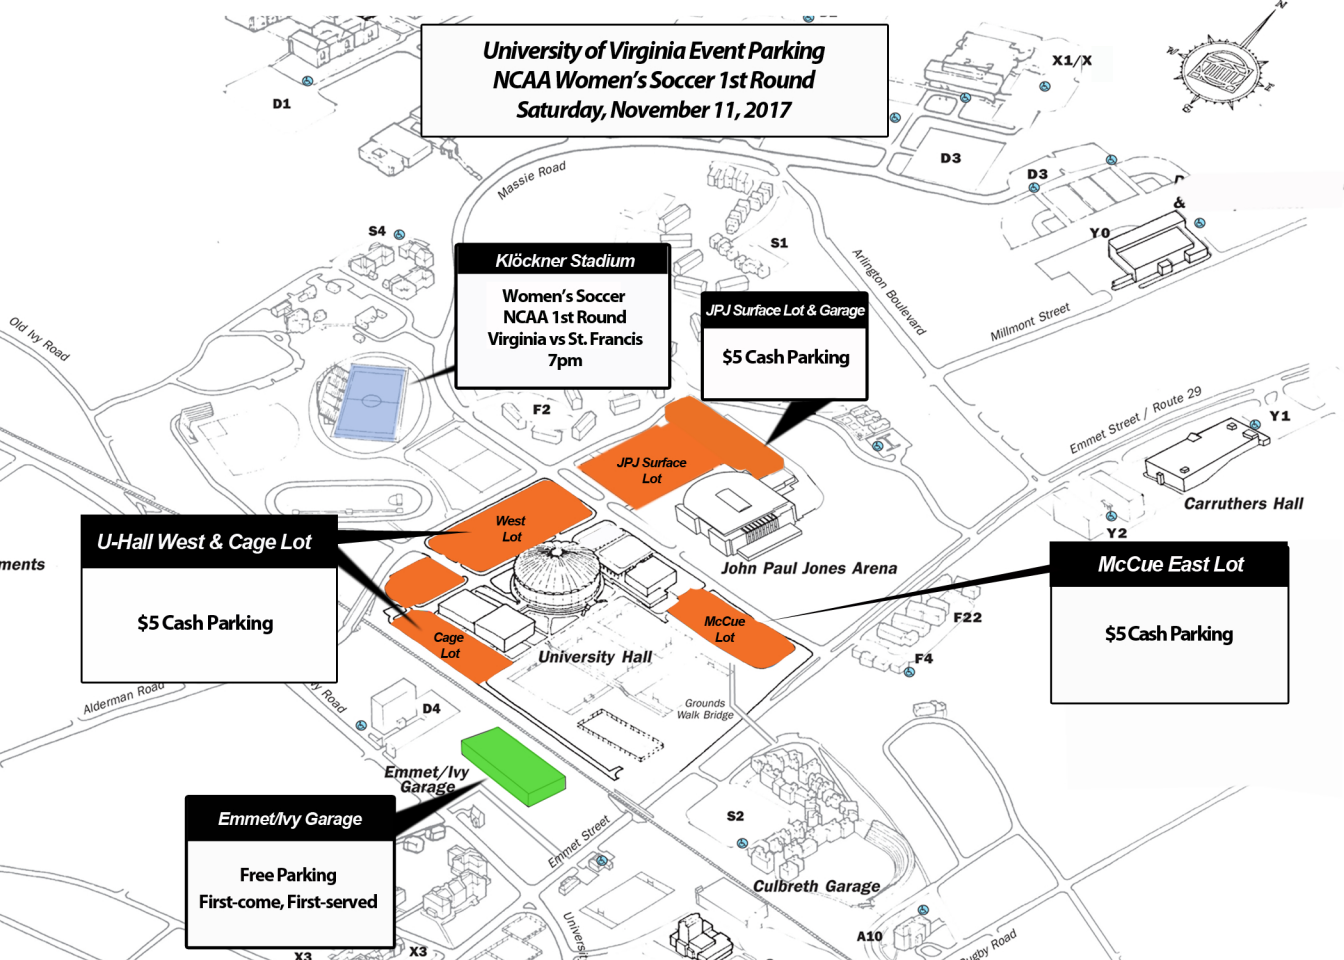 University of Virginia Event Parking
NCAA Women's Soccer 1st Round
Saturday, November 11, 2017
N
E
S
X1/X
D1
D3
D3
&
Y0
Massie Road
S4
S1
Arlington Boulevard
Millmont Street
Old Ivy Road
Klöckner Stadium
Women's Soccer
NCAA 1st Round
Virginia vs St. Francis
7pm
JPJ Surface Lot & Garage
$5 Cash Parking
F2
Emmet Street / Route 29
Y1
Carruthers Hall
Y2
JPJ Surface
Lot
West
Lot
U-Hall West & Cage Lot
$5 Cash Parking
ments
John Paul Jones Arena
McCue East Lot
$5 Cash Parking
McCue
Lot
Cage
Lot
University Hall
F22
F4
Alderman Road
vy Road
D4
Grounds
Walk Bridge
Emmet/Ivy
Garage
Emmet/Ivy Garage
Free Parking
First-come, First-served
Emmet Street
S2
Culbreth Garage
Universi
A10
Rugby Road
X3
X3